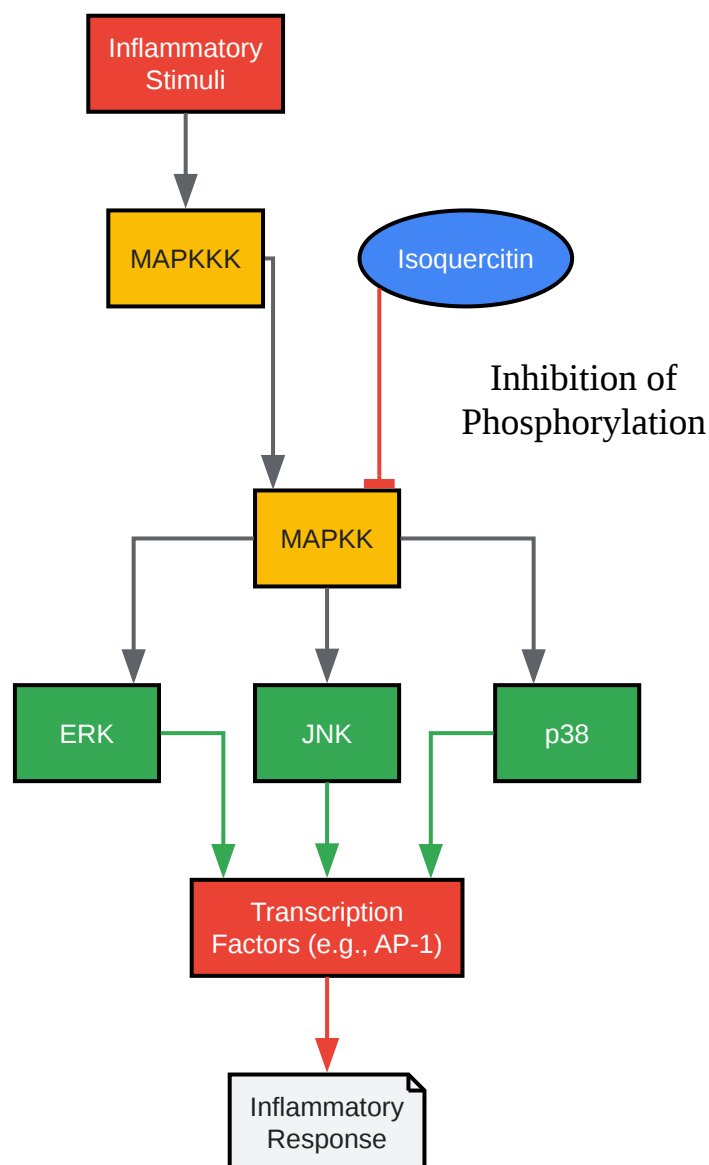 Inflammatory
Stimuli
MAPKKK
Isoquercitin
Inhibition of
Phosphorylation
MAPKK
ERK
JNK
p38
Transcription
Factors (e.g., AP-1)
Inflammatory
Response